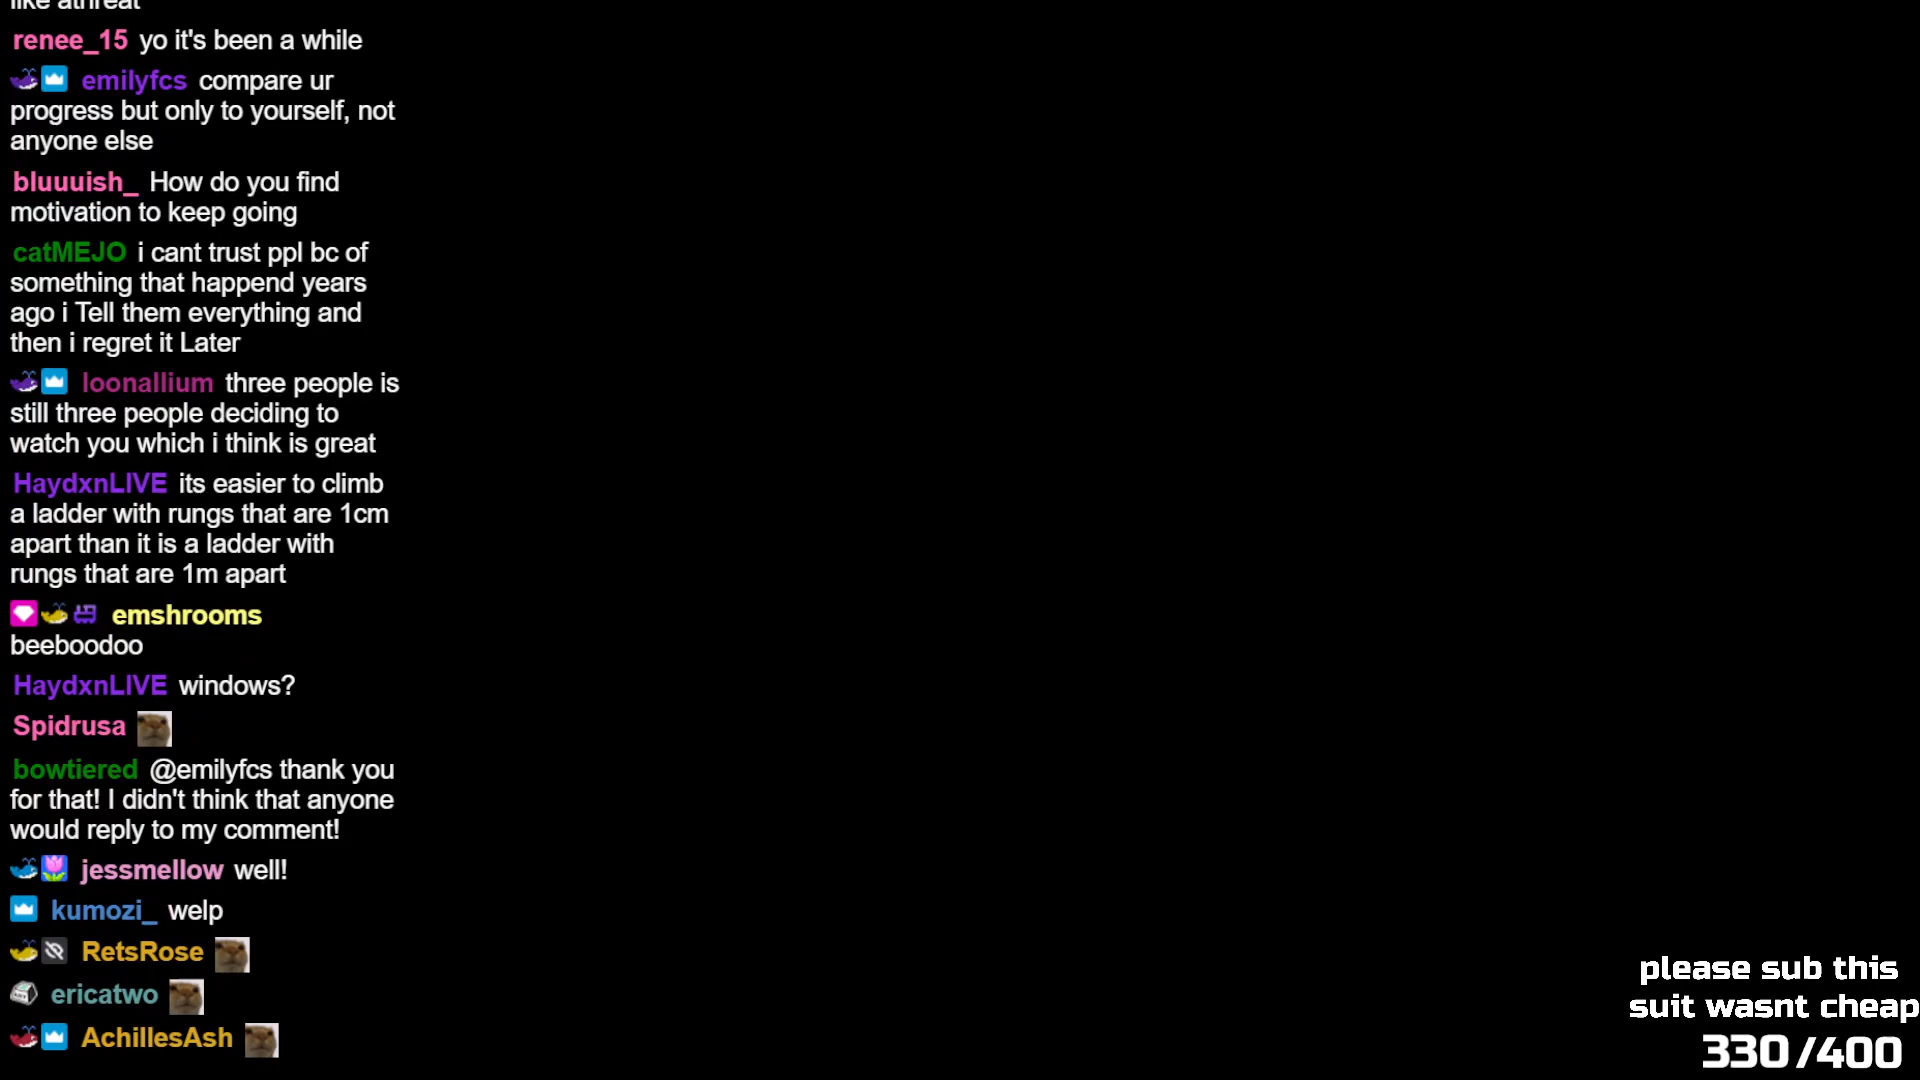 like athreat
renee_15 yo it's been a while
emilyfcs compare ur
progress but only to yourself, not
anyone else
bluuuish_ How do you find
motivation to keep going
catMEJO i cant trust ppl bc of
something that happend years
ago i Tell them everything and
then i regret it Later
loonallium three people is
still three people deciding to
watch you which i think is great
HaydxnLIVE its easier to climb
a ladder with rungs that are 1cm
apart than it is a ladder with
rungs that are 1m apart
emshrooms
beeboodoo
HaydxnLIVE windows?
Spidrusa
bowtiered @emilyfcs thank you
for that! I didn't think that anyone
would reply to my comment!
jessmellow well!
kumozi_ welp
RetsRose
ericatwo
AchillesAsh
please sub this
suit wasnt cheap
330/400